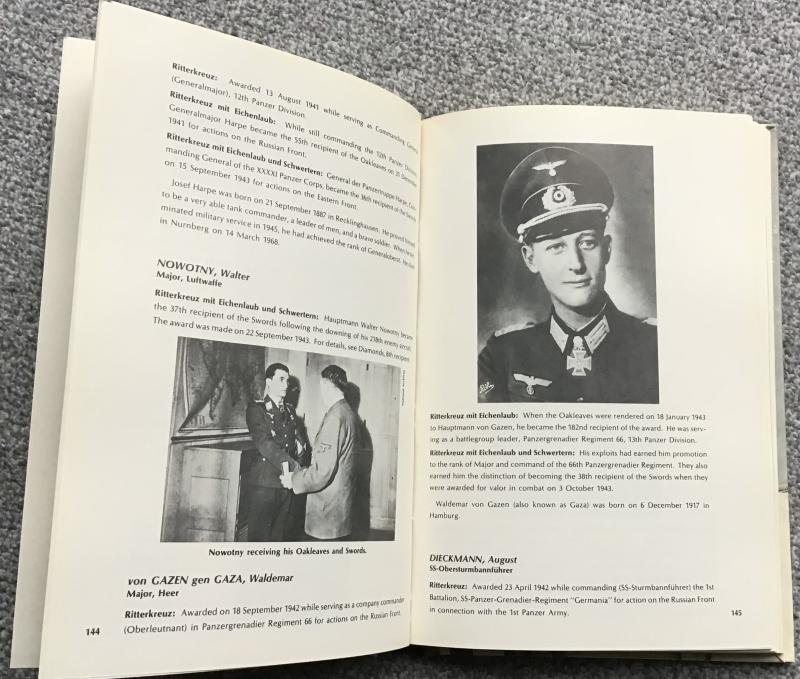 Ritterkreuz: Awarded 13 August 1941 while serving as Commanding General
(Generalmajor), 12th Panzer Division.
Ritterkreuz mit Eichenlaub: While still commanding the 12th Panzer Division,
Generalmajor Harpe became the 55th recipient of the Oakleaves on 31 December
1941 for actions on the Russian Front.
Ritterkreuz mit Eichenlaub und Schwertern: General der Panzertruppe Harpe, Com-
manding General of the XXXXI Panzer Corps, became the 36th recipient of the Swords
on 15 September 1943 for actions on the Eastern Front.
Josef Harpe was born on 21 September 1887 in Recklinghausen. He proved himself
to be a very able tank commander, a leader of men, and a brave soldier. When he ter-
minated military service in 1945, he had achieved the rank of Generaloberst. He died
in Nurnberg on 14 March 1968.
NOWOTNY, Walter
Major, Luftwaffe
Ritterkreuz mit Eichenlaub und Schwertern: Hauptmann Walter Nowotny became
the 37th recipient of the Swords following the downing of his 218th enemy aircraft.
The award was made on 22 September 1943. For details, see Diamonds, 8th recipient.
Nowotny receiving his Oakleaves and Swords.
von GAZEN gen GAZA, Waldemar
Major, Heer
Ritterkreuz: Awarded on 18 September 1942 while serving as a company commander
(Oberleutnant) in Panzergrenadier Regiment 66 for actions on the Russian Front.
144
Ritterkreuz mit Eichenlaub: When the Oakleaves were rendered on 18 January 1943
to Hauptmann von Gazen, he became the 182nd recipient of the award. He was serv-
ing as a battlegroup leader, Panzergrenadier Regiment 66, 13th Panzer Division.
Ritterkreuz mit Eichenlaub und Schwertern: His exploits had earned him promotion
to the rank of Major and command of the 66th Panzergrenadier Regiment. They also
earned him the distinction of becoming the 38th recipient of the Swords when they
were awarded for valor in combat on 3 October 1943.
Waldemar von Gazen (also known as Gaza) was born on 6 December 1917 in
Hamburg.
DIECKMANN, August
SS-Obersturmbannführer
Ritterkreuz: Awarded 23 April 1942 while commanding (SS-Sturmbannführer) the 1st
Battalion, SS-Panzer-Grenadier-Regiment "Germania" for action on the Russian Front
in connection with the 1st Panzer Army.
145